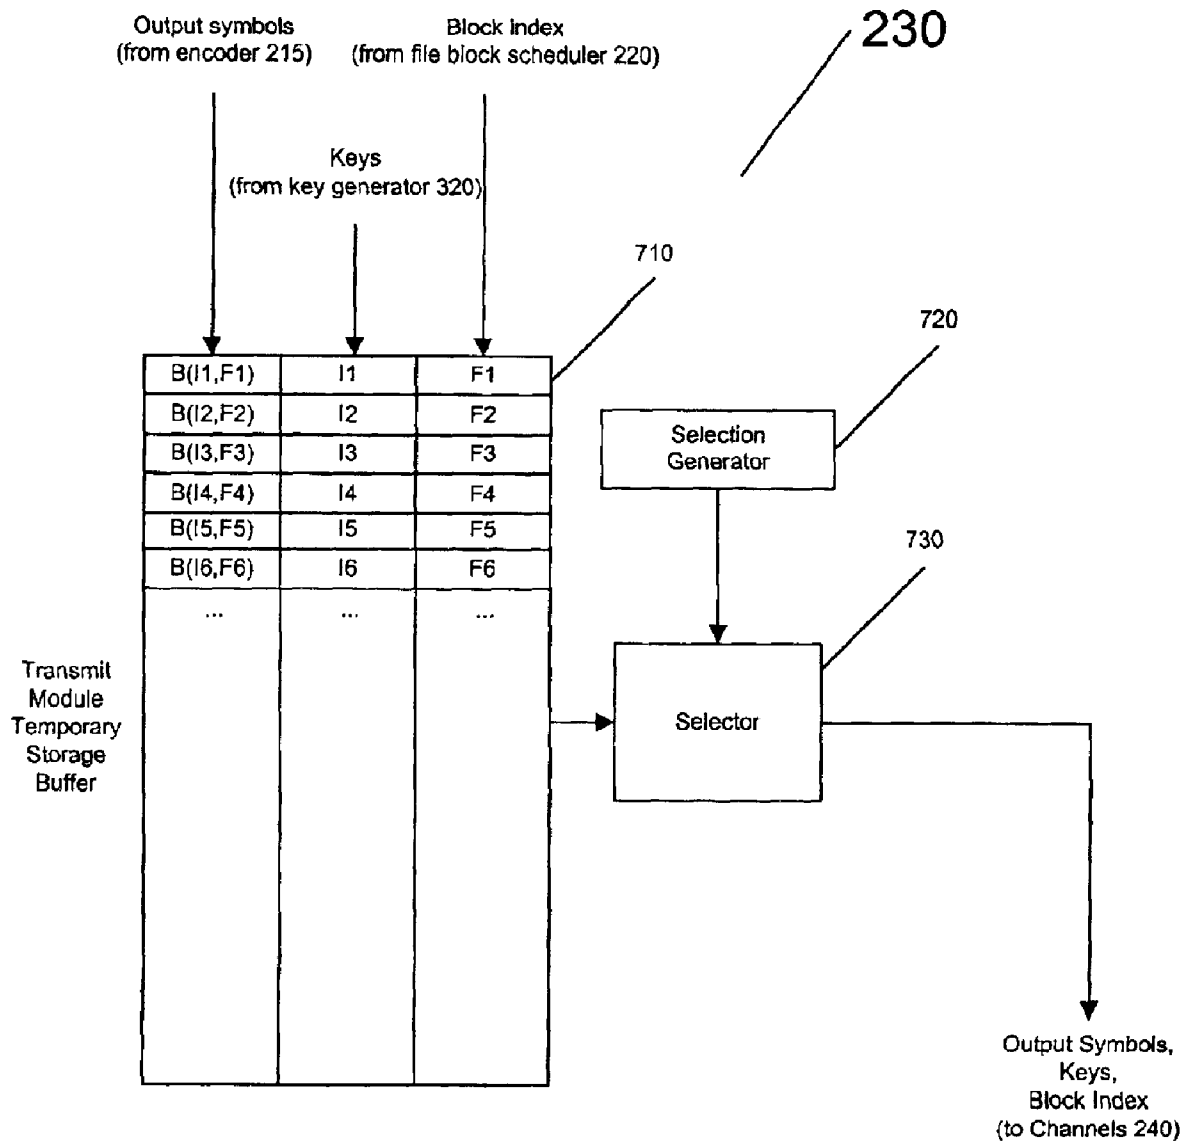 Output symbols
(from encoder 215)
Block index
(from file block scheduler 220)
230
Keys
(from key generator 320)
710
720
B(I1,F1) I1 F1
B(I2,F2) I2 F2
B(I3,F3) I3 F3
B(I4,F4) I4 F4
B(I5,F5) I5 F5
B(I6,F6) I6 F6
... ... ...
Selection
Generator
730
Transmit
Module
Temporary
Storage
Buffer
Selector
Output Symbols,
Keys,
Block Index
(to Channels 240)